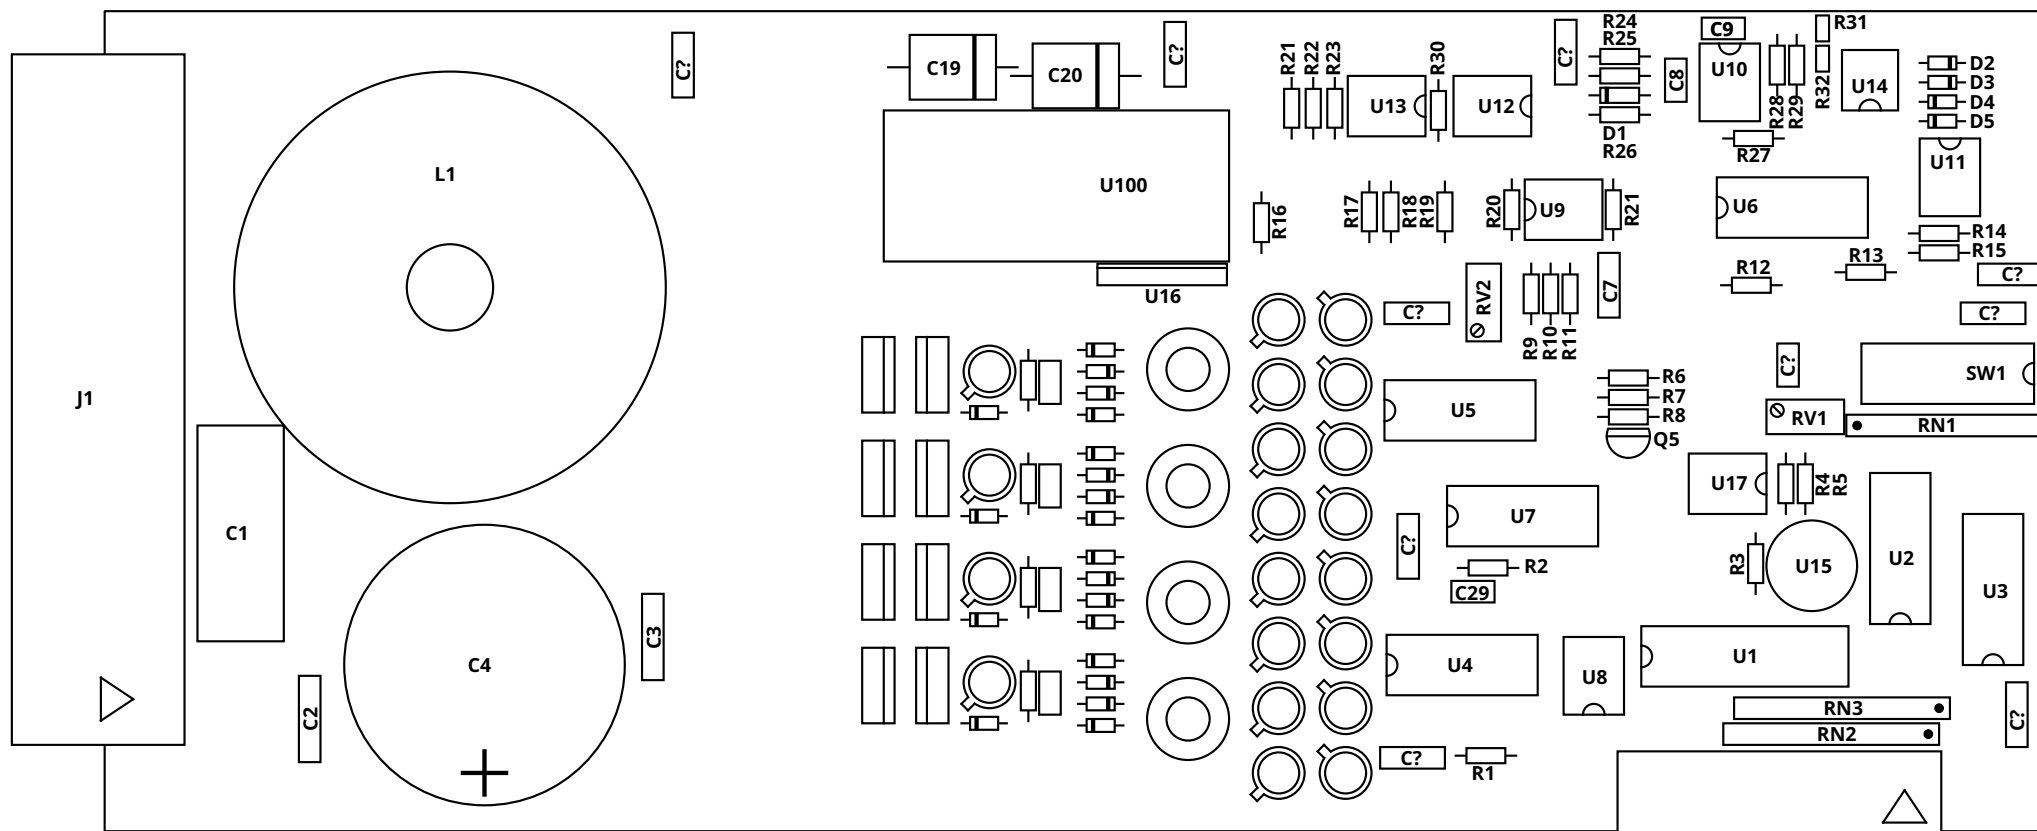 R24
R31
R25
C9
C?
C?
C?
R21
R22
R23
R30
C19
C20
C8
U10
D2
D3
U14
R32
D4
D5
U13
U12
R28
R29
D1
R26
R27
U11
L1
U100
R16
R17
R18
R19
R20
U9
R21
U6
R14
R15
R13
R12
C?
U16
RV2
C7
C?
C?
R9
R10
R11
C?
SW1
R6
R7
R8
J1
U5
RV1
RN1
Q5
U17
R4
R5
C1
U7
C?
R2
R3
U15
U2
U3
C29
C3
C4
U4
U8
U1
C2
RN3
RN2
C?
C?
R1